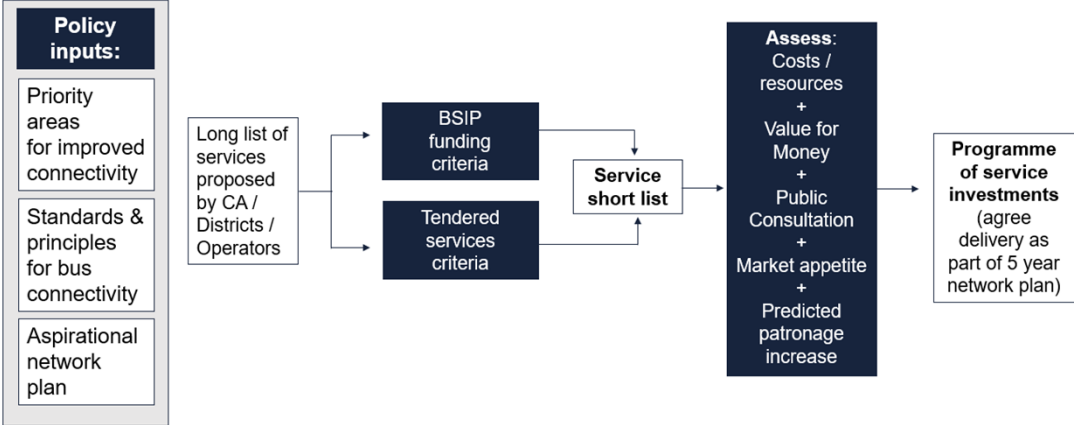 Policy
inputs:
Priority
areas
for improved
connectivity
Standards &
principles
for bus
connectivity
Aspirational
network
plan
Long list of
services
proposed
by CA /
Districts /
Operators
BSIP
funding
criteria
Tendered
services
criteria
Service
short list
Assess:
Costs /
resources
+
Value for
Money
+
Public
Consultation
+
Market appetite
+
Predicted
patronage
increase
Programme
of service
investments
(agree
delivery as
part of 5 year
network plan)